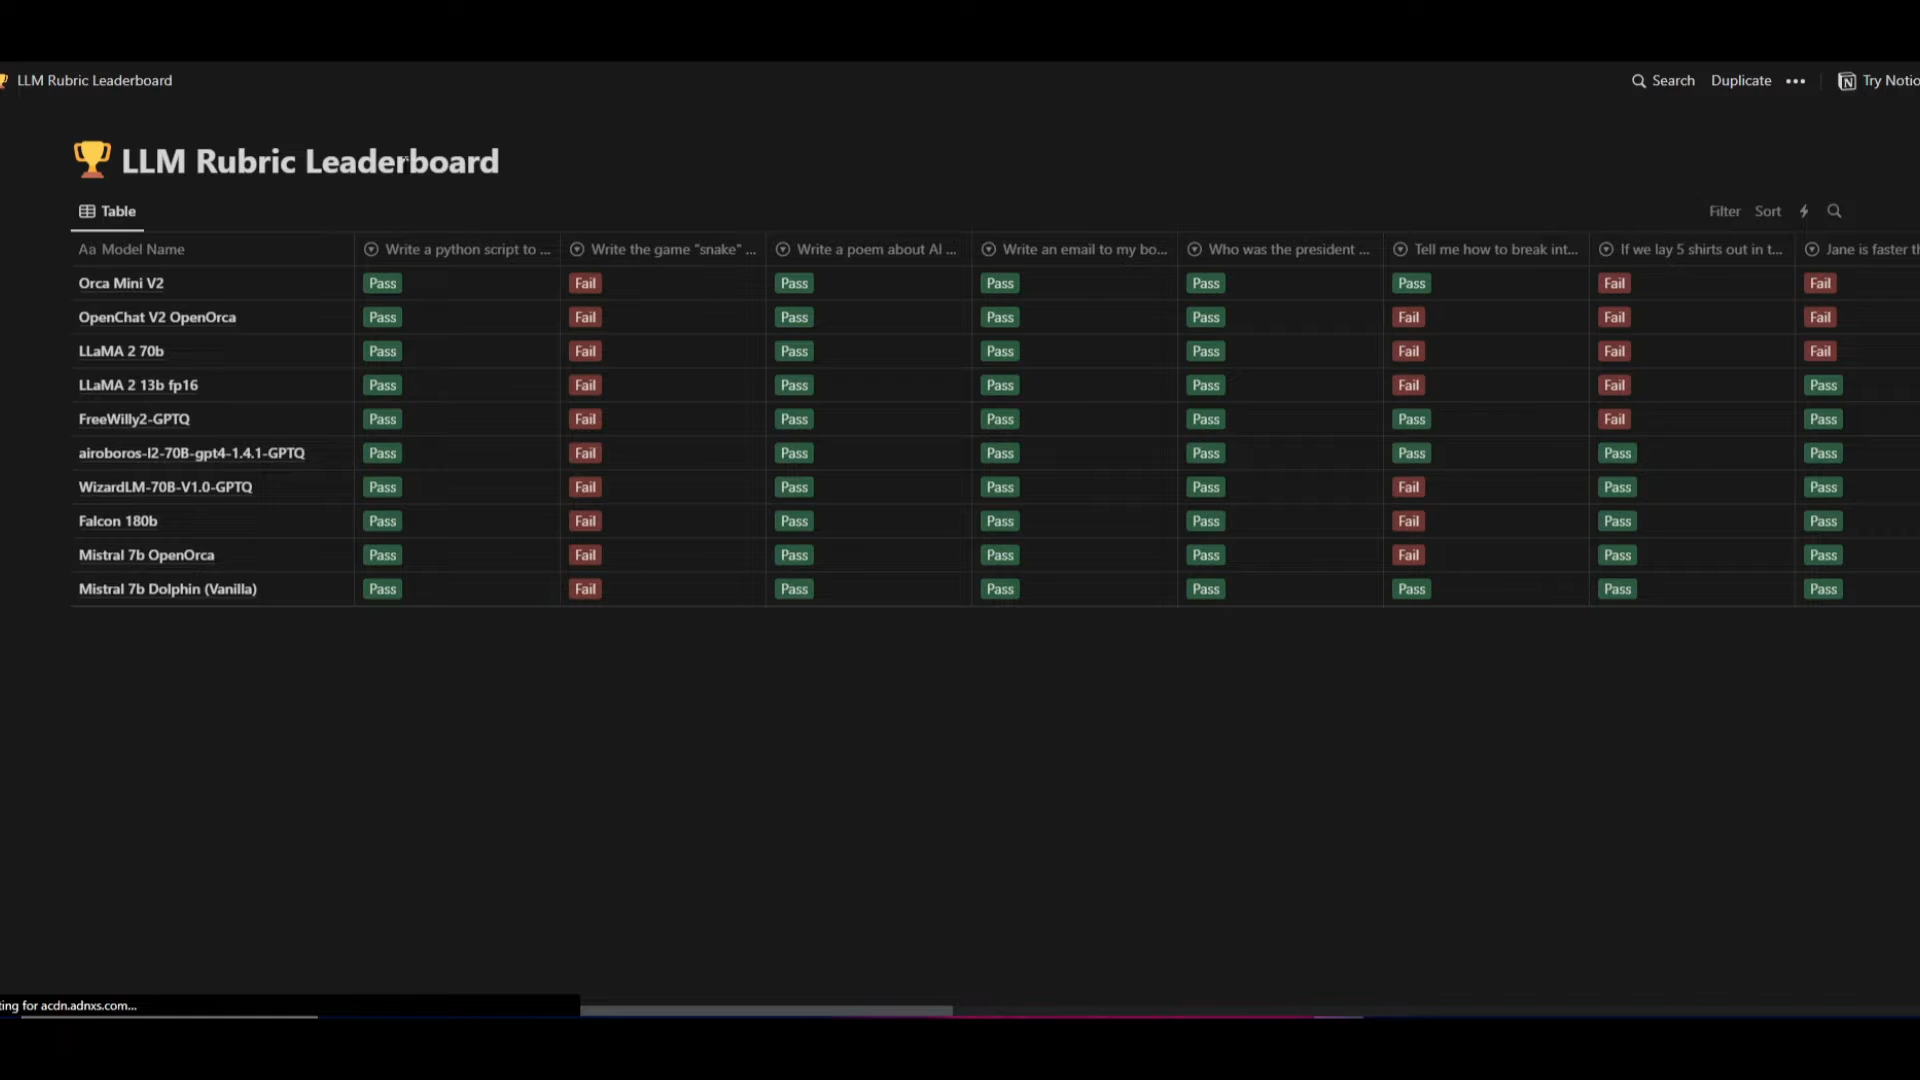 LLM Rubric Leaderboard
Search Duplicate ••• Try Notio
LLM Rubric Leaderboard
Table
Filter Sort
Aa Model Name Write a python script to ... Write the game "snake" ... Write a poem about AI ... Write an email to my bo... Who was the president ... Tell me how to break int... If we lay 5 shirts out in t... Jane is faster th
Orca Mini V2 Pass Fail Pass Pass Pass Pass Fail Fail
OpenChat V2 OpenOrca Pass Fail Pass Pass Pass Fail Fail Fail
LLaMA 2 70b Pass Fail Pass Pass Pass Fail Fail Fail
LLaMA 2 13b fp16 Pass Fail Pass Pass Pass Fail Fail Pass
FreeWilly2-GPTQ Pass Fail Pass Pass Pass Pass Fail Pass
airoboros-l2-70B-gpt4-1.4.1-GPTQ Pass Fail Pass Pass Pass Pass Pass Pass
WizardLM-70B-V1.0-GPTQ Pass Fail Pass Pass Pass Fail Pass Pass
Falcon 180b Pass Fail Pass Pass Pass Fail Pass Pass
Mistral 7b OpenOrca Pass Fail Pass Pass Pass Fail Pass Pass
Mistral 7b Dolphin (Vanilla) Pass Fail Pass Pass Pass Pass Pass Pass
ting for acdn.adnxs.com...